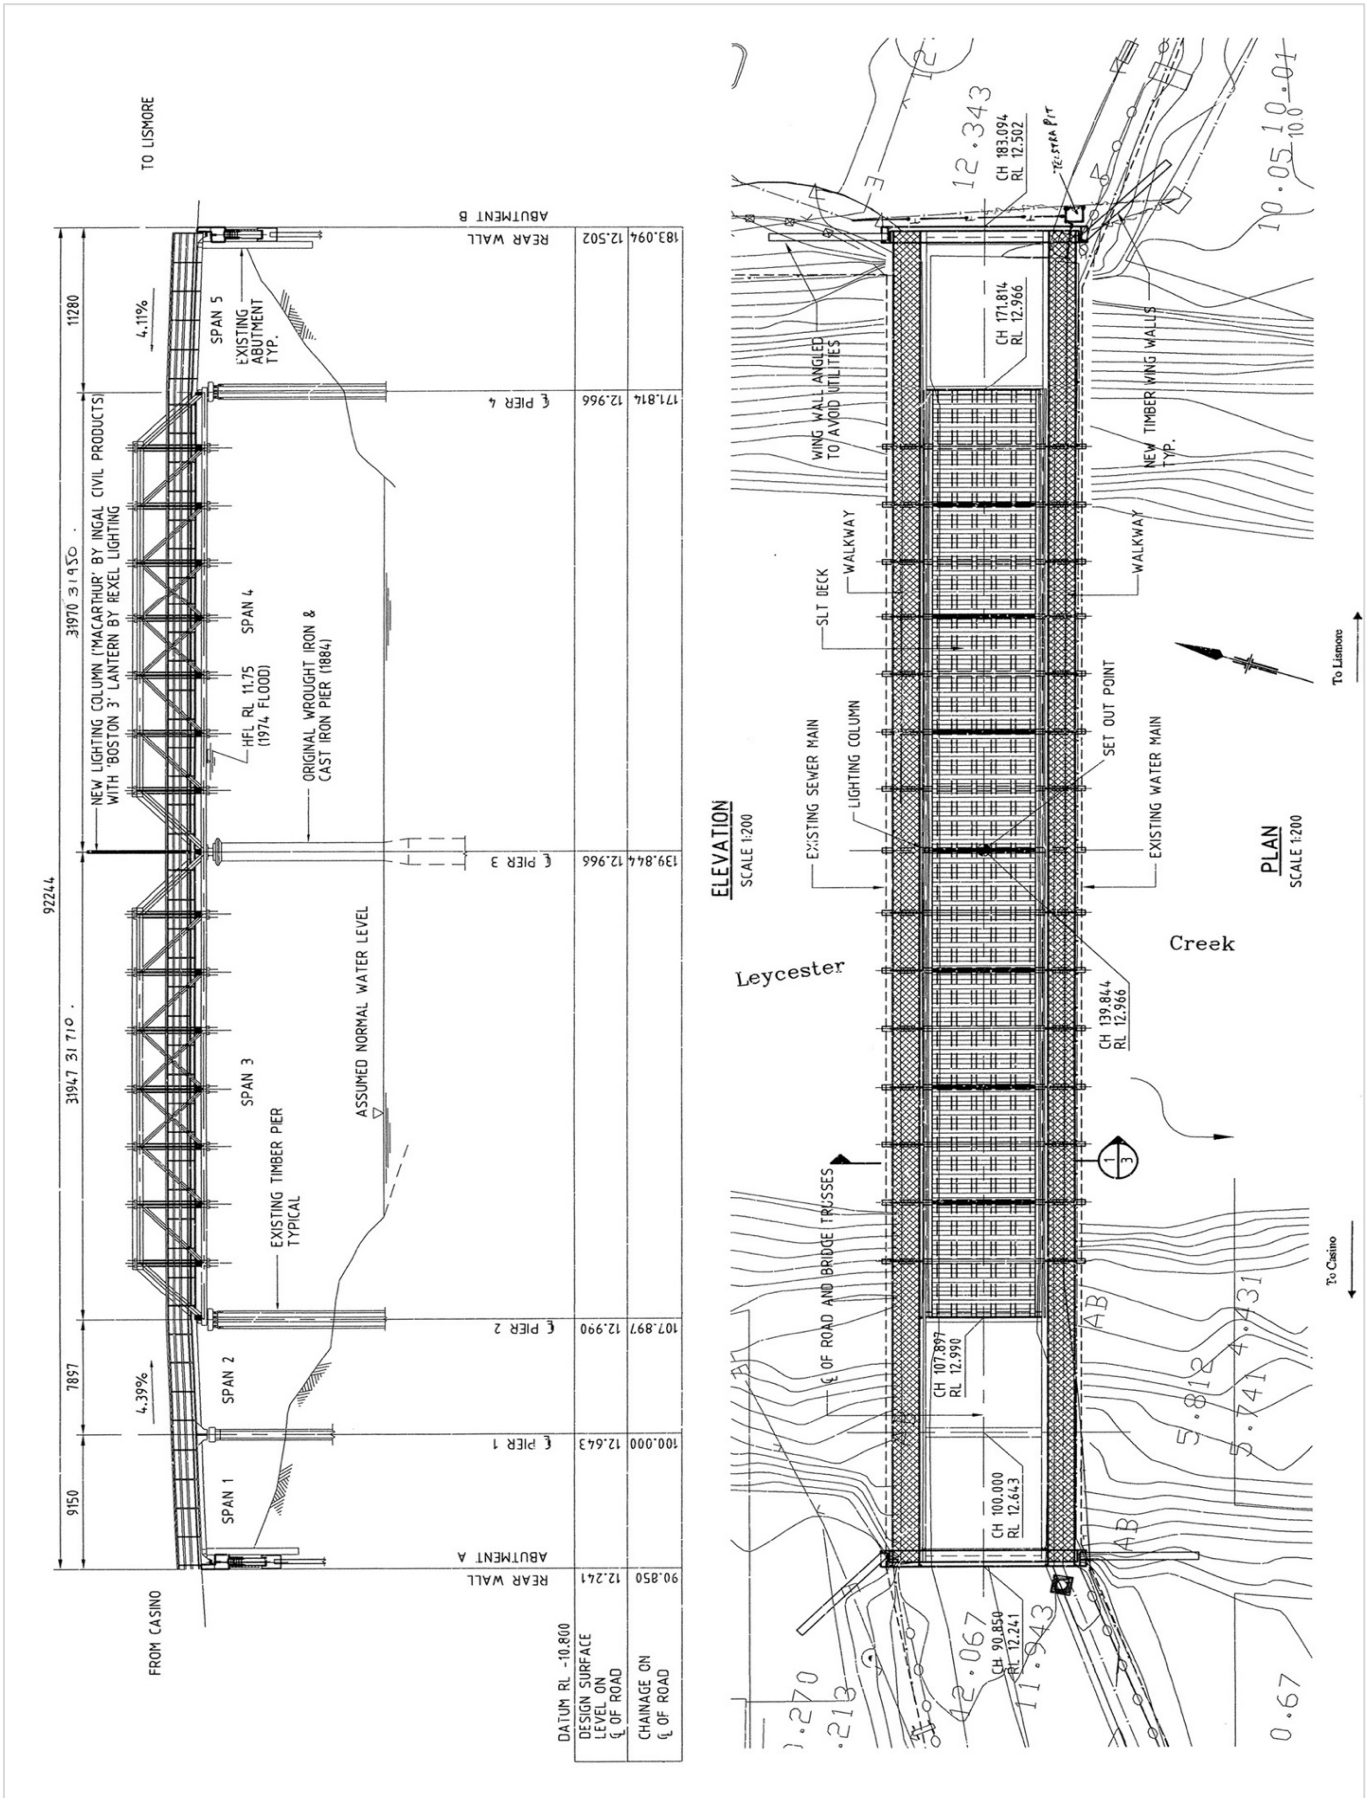 FROM CASINO
TO LISMORE
92244
9150
7897
31947 31710 .
31970 31950 .
11280
4.39%
4.11%
NEW LIGHTING COLUMN ('MACARTHUR' BY INGAL CIVIL PRODUCTS)
WITH 'BOSTON 3' LANTERN BY REXEL LIGHTING
SPAN 1
SPAN 2
SPAN 3
SPAN 4
SPAN 5
EXISTING
ABUTMENT
TYP.
HFL RL 11.75
(1974 FLOOD)
EXISTING TIMBER PIER
TYPICAL
ORIGINAL WROUGHT IRON &
CAST IRON PIER (1884)
ASSUMED NORMAL WATER LEVEL
ABUTMENT A
REAR WALL
℄ PIER 1
℄ PIER 2
℄ PIER 3
℄ PIER 4
ABUTMENT B
REAR WALL
DATUM RL -10.800
DESIGN SURFACE
LEVEL ON
℄ OF ROAD
12.241
12.643
12.990
12.966
12.966
12.502
CHAINAGE ON
℄ OF ROAD
90.850
100.000
107.897
139.844
171.814
183.094
ELEVATION
SCALE 1:200
EXISTING SEWER MAIN
LIGHTING COLUMN
SLT DECK
WALKWAY
WING WALL ANGLED
TO AVOID UTILITIES
℄ OF ROAD AND BRIDGE TRUSSES
Leycester
Creek
CH 90.850
RL 12.241
CH 100.000
RL 12.643
CH 107.897
RL 12.990
CH 139.844
RL 12.966
CH 171.814
RL 12.966
CH 183.094
RL 12.502
12.343
TELSTRA PIT
12.067
11.943
SET OUT POINT
EXISTING WATER MAIN
WALKWAY
NEW TIMBER WING WALLS
TYP.
1
3
AB
AB
5.812
5.741
4.431
0.67
10.05
10.01
10.0
PLAN
SCALE 1:200
To Casino
To Lismore